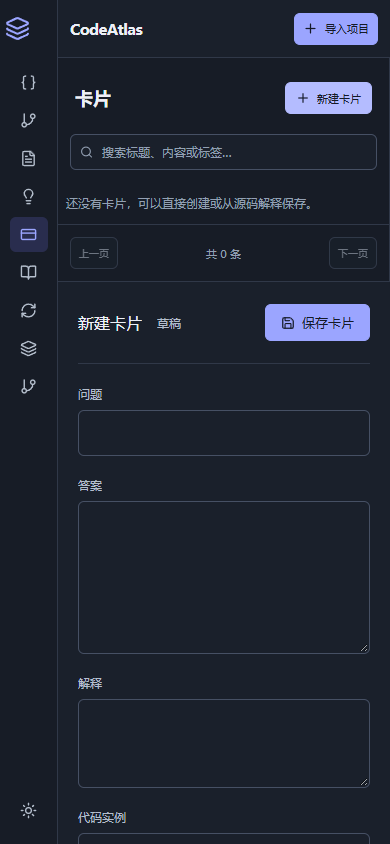 CodeAtlas
导入项目
卡片
新建卡片
搜索标题、内容或标签...
还没有卡片，可以直接创建或从源码解释保存。
上一页
共 0 条
下一页
新建卡片
草稿
保存卡片
问题
答案
解释
代码实例